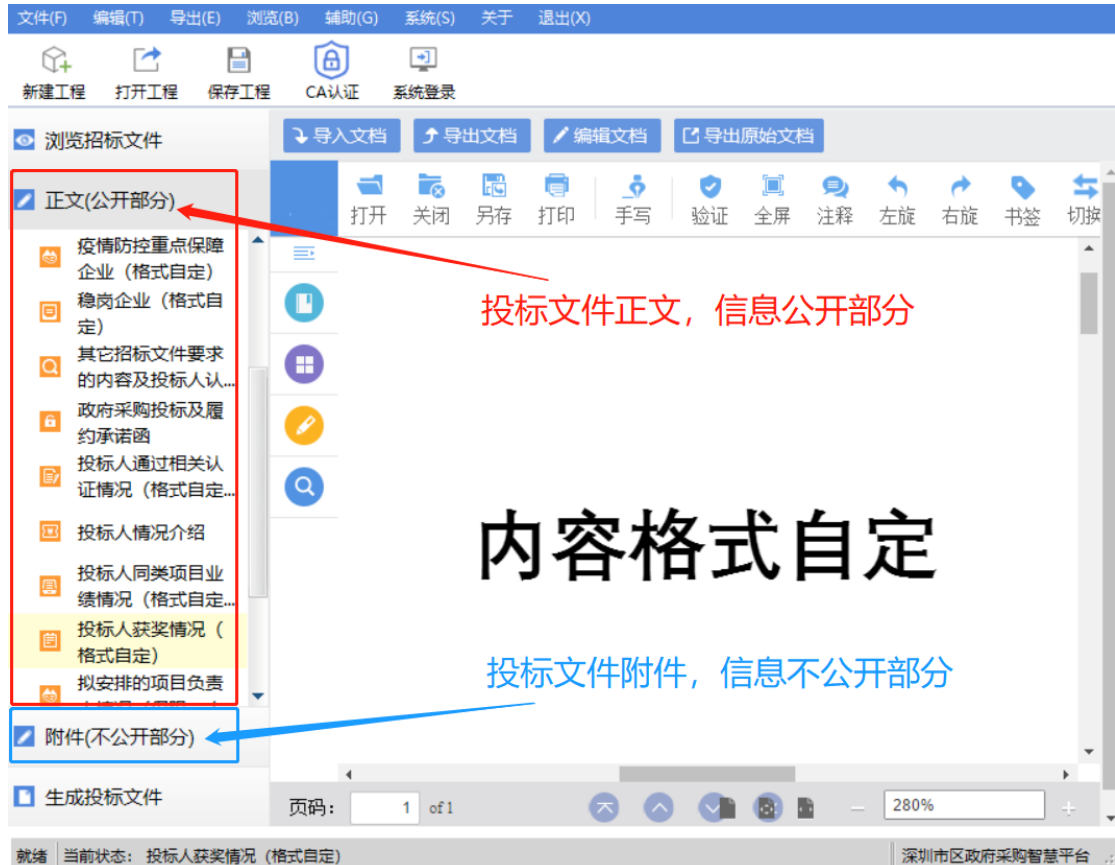 文件(F) 编辑(T) 导出(E) 浏览(B) 辅助(G) 系统(S) 关于 退出(X)
新建工程 打开工程 保存工程 CA认证 系统登录
浏览招标文件
导入文档 导出文档 编辑文档 导出原始文档
正文(公开部分)
打开 关闭 另存 打印 手写 验证 全屏 注释 左旋 右旋 书签 切换
疫情防控重点保障
企业（格式自定）
稳岗企业（格式自
定）
其它招标文件要求
的内容及投标人认...
政府采购投标及履
约承诺函
投标人通过相关认
证情况（格式自定...
投标人情况介绍
投标人同类项目业
绩情况（格式自定...
投标人获奖情况（
格式自定）
拟安排的项目负责
投标文件正文，信息公开部分
内容格式自定
投标文件附件，信息不公开部分
附件(不公开部分)
生成投标文件
页码: 1 of 1 280%
就绪 当前状态: 投标人获奖情况（格式自定） 深圳市区政府采购智慧平台